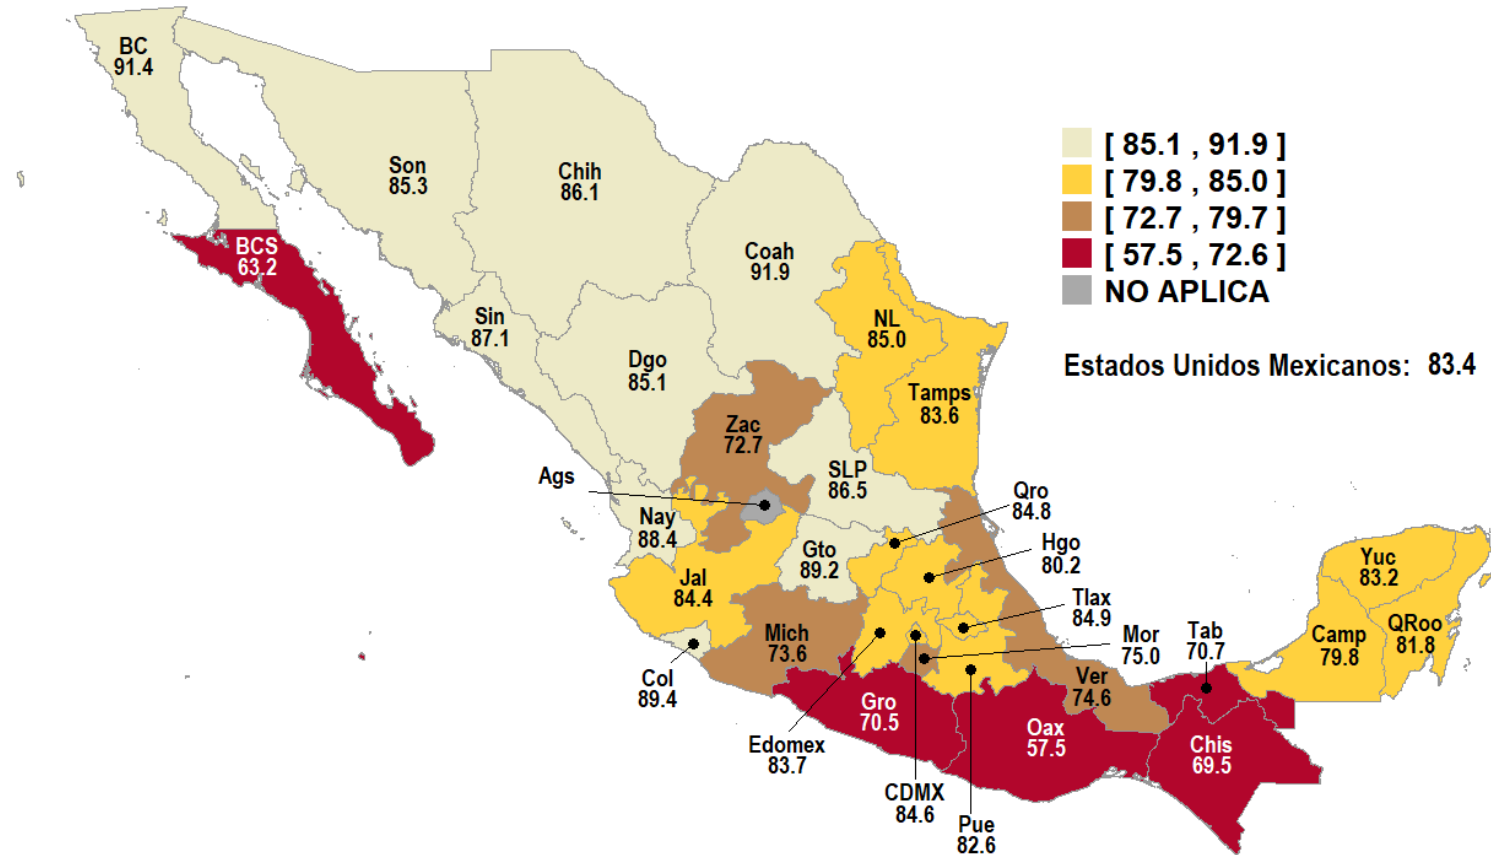 BC
91.4
Son
85.3
Chih
86.1
[ 85.1 , 91.9 ]
[ 79.8 , 85.0 ]
[ 72.7 , 79.7 ]
[ 57.5 , 72.6 ]
NO APLICA
Estados Unidos Mexicanos: 83.4
BCS
63.2
Coah
91.9
Sin
87.1
NL
85.0
Dgo
85.1
Tamps
83.6
Zac
72.7
Ags
SLP
86.5
Qro
84.8
Nay
88.4
Gto
89.2
Hgo
80.2
Yuc
83.2
Jal
84.4
Tlax
84.9
Mich
73.6
Mor
75.0
Tab
70.7
Camp
79.8
QRoo
81.8
Col
89.4
Ver
74.6
Gro
70.5
Oax
57.5
Chis
69.5
Edomex
83.7
CDMX
84.6
Pue
82.6